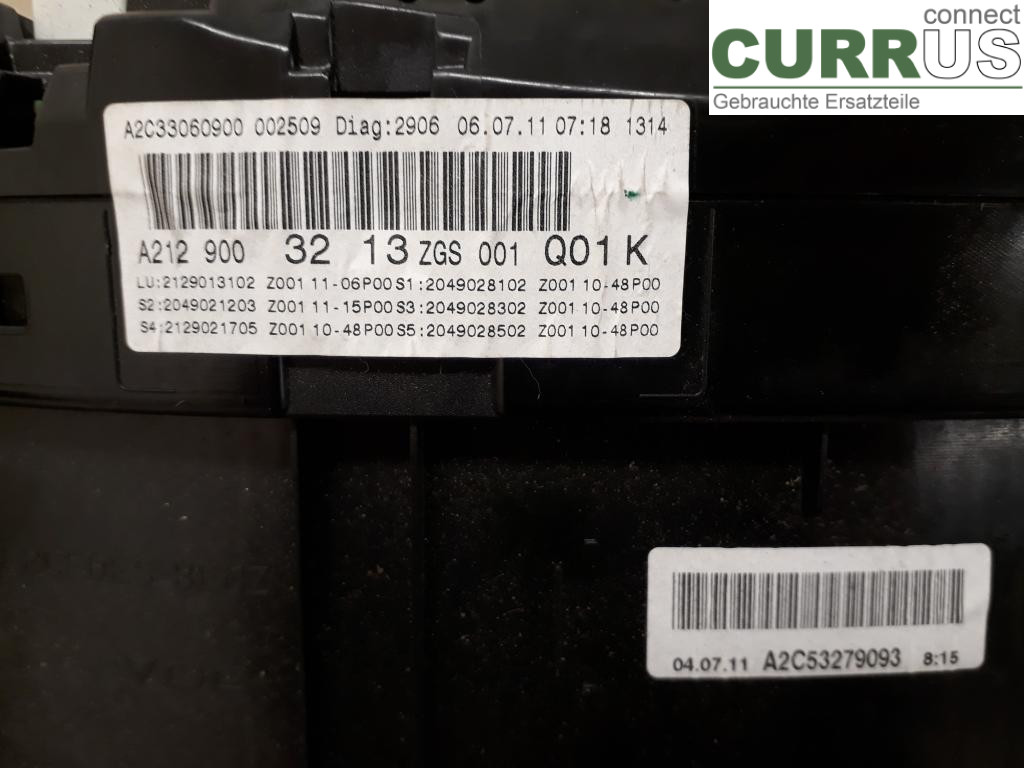 connect
CURRUS
Gebrauchte Ersatzteile
A2C33060900 002509 Diag:2906 06.07.11 07:18 1314
A212 900 32 13 ZGS 001 Q01 K
LU:2129013102 Z001 11-06P00 S1:2049028102 Z001 10-48P00
S2:2049021203 Z001 11-15P00 S3:2049028302 Z001 10-48P00
S4:2129021705 Z001 10-48P00 S5:2049028502 Z001 10-48P00
04.07.11 A2C53279093 8:15